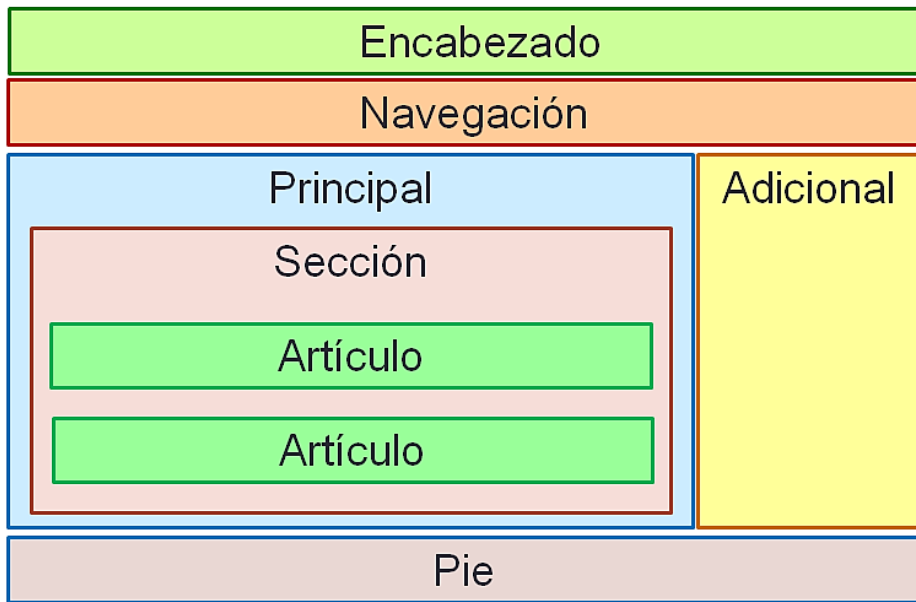 Encabezado
Navegación
Principal
Adicional
Sección
Artículo
Artículo
Pie